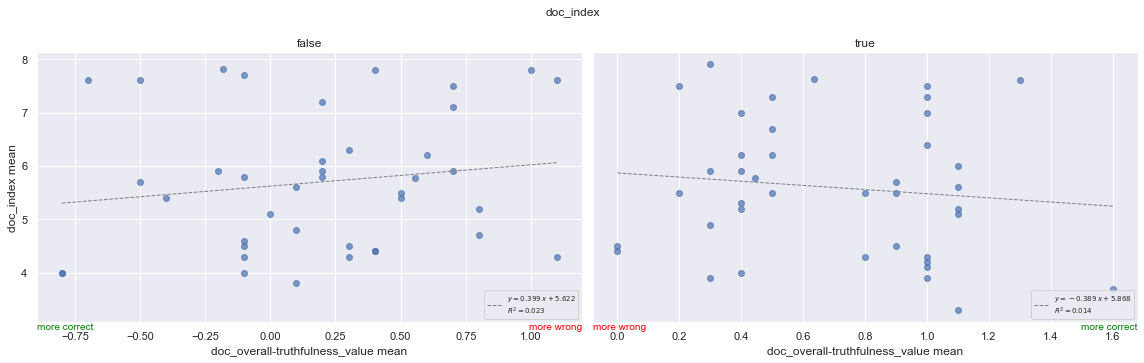 doc_index
false
true
8
7
6
5
4
doc_index mean
y = 0.399 x + 5.622
R² = 0.023
y = −0.389 x + 5.868
R² = 0.014
more correct
more wrong
more wrong
more correct
−0.75
−0.50
−0.25
0.00
0.25
0.50
0.75
1.00
0.0
0.2
0.4
0.6
0.8
1.0
1.2
1.4
1.6
doc_overall-truthfulness_value mean
doc_overall-truthfulness_value mean